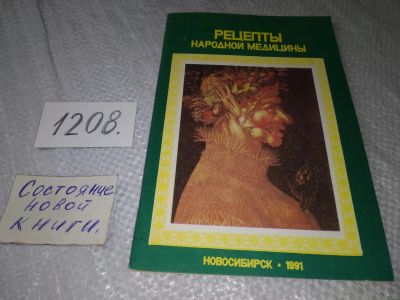 РЕЦЕПТЫ
НАРОДНОЙ МЕДИЦИНЫ
НОВОСИБИРСК • 1991
1208.
Состояние
новой
книги.